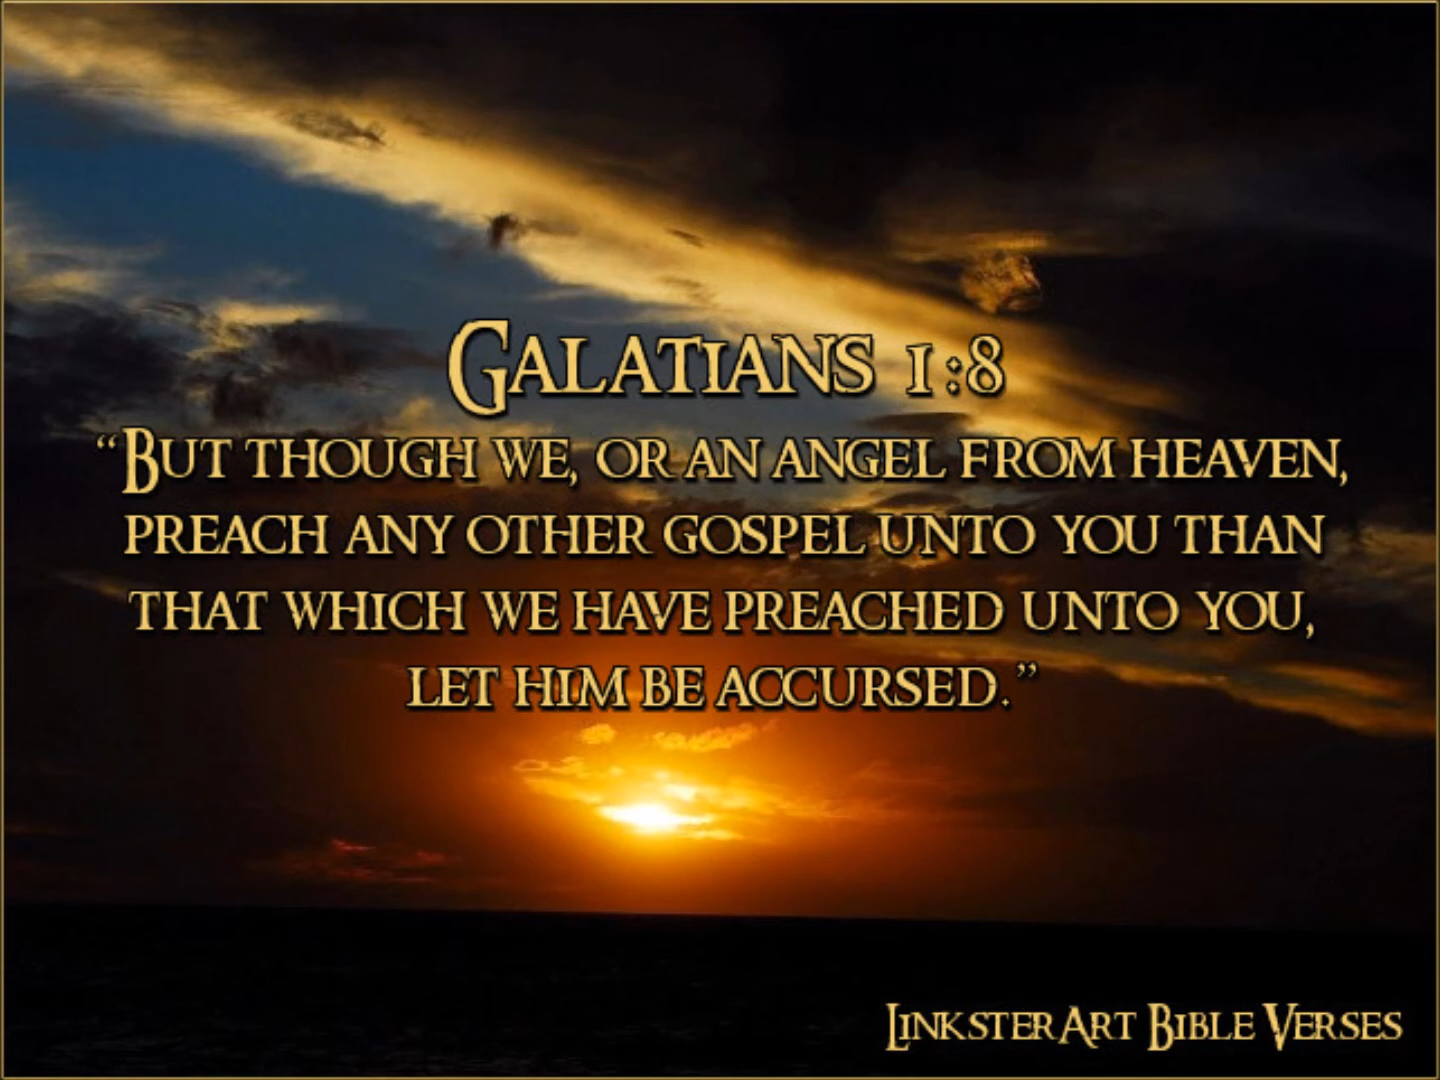 Galatians 1:8
“But though we, or an angel from heaven,
preach any other gospel unto you than
that which we have preached unto you,
let him be accursed.”
LinksterArt Bible Verses